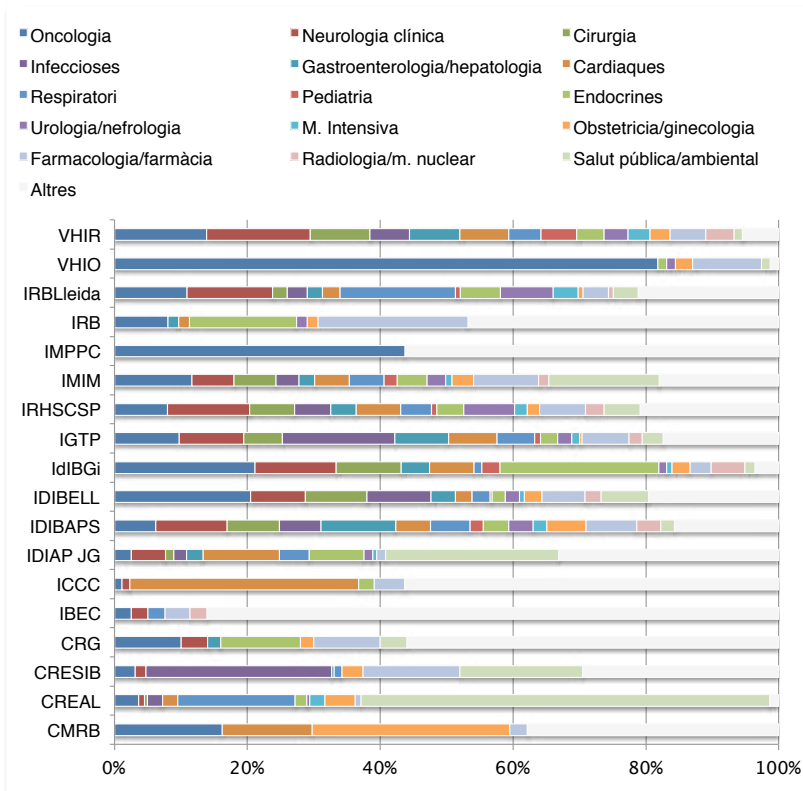 Oncologia Neurologia clínica Cirurgia
Infeccioses Gastroenterologia/hepatologia Cardiaques
Respiratori Pediatria Endocrines
Urologia/nefrologia M. Intensiva Obstetricia/ginecologia
Farmacologia/farmàcia Radiologia/m. nuclear Salut pública/ambiental
Altres
VHIR
VHIO
IRBLleida
IRB
IMPPC
IMIM
IRHSCSP
IGTP
IdIBGi
IDIBELL
IDIBAPS
IDIAP JG
ICCC
IBEC
CRG
CRESIB
CREAL
CMRB
0% 20% 40% 60% 80% 100%